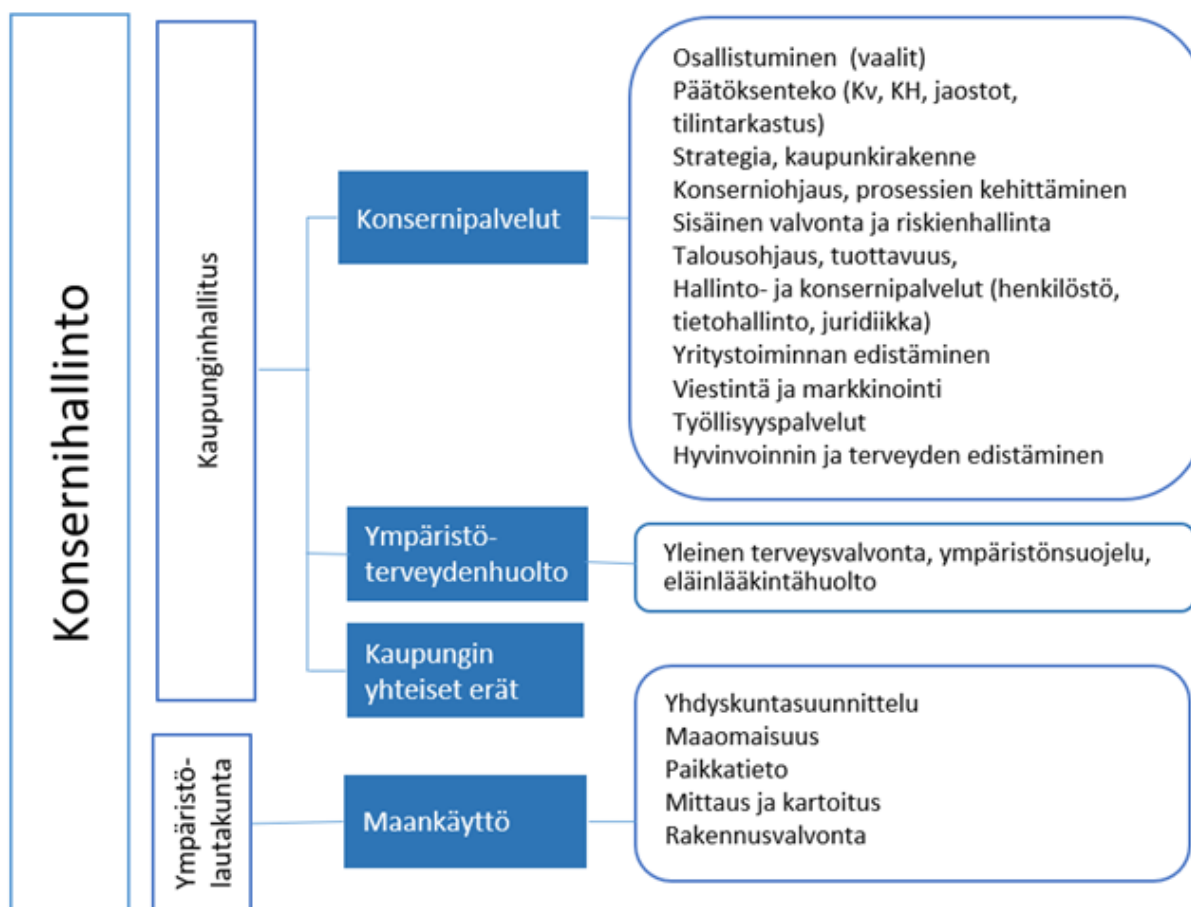 Konsernihallinto
Kaupunginhallitus
Konsernipalvelut
Osallistuminen (vaalit)
Päätöksenteko (Kv, KH, jaostot,
tilintarkastus)
Strategia, kaupunkirakenne
Konserniohjaus, prosessien kehittäminen
Sisäinen valvonta ja riskienhallinta
Talousohjaus, tuottavuus,
Hallinto- ja konsernipalvelut (henkilöstö,
tietohallinto, juridiikka)
Yritystoiminnan edistäminen
Viestintä ja markkinointi
Työllisyyspalvelut
Hyvinvoinnin ja terveyden edistäminen
Ympäristö-
terveydenhuolto
Yleinen terveysvalvonta, ympäristönsuojelu,
eläinlääkintähuolto
Kaupungin
yhteiset erät
Ympäristö-
lautakunta
Maankäyttö
Yhdyskuntasuunnittelu
Maaomaisuus
Paikkatieto
Mittaus ja kartoitus
Rakennusvalvonta